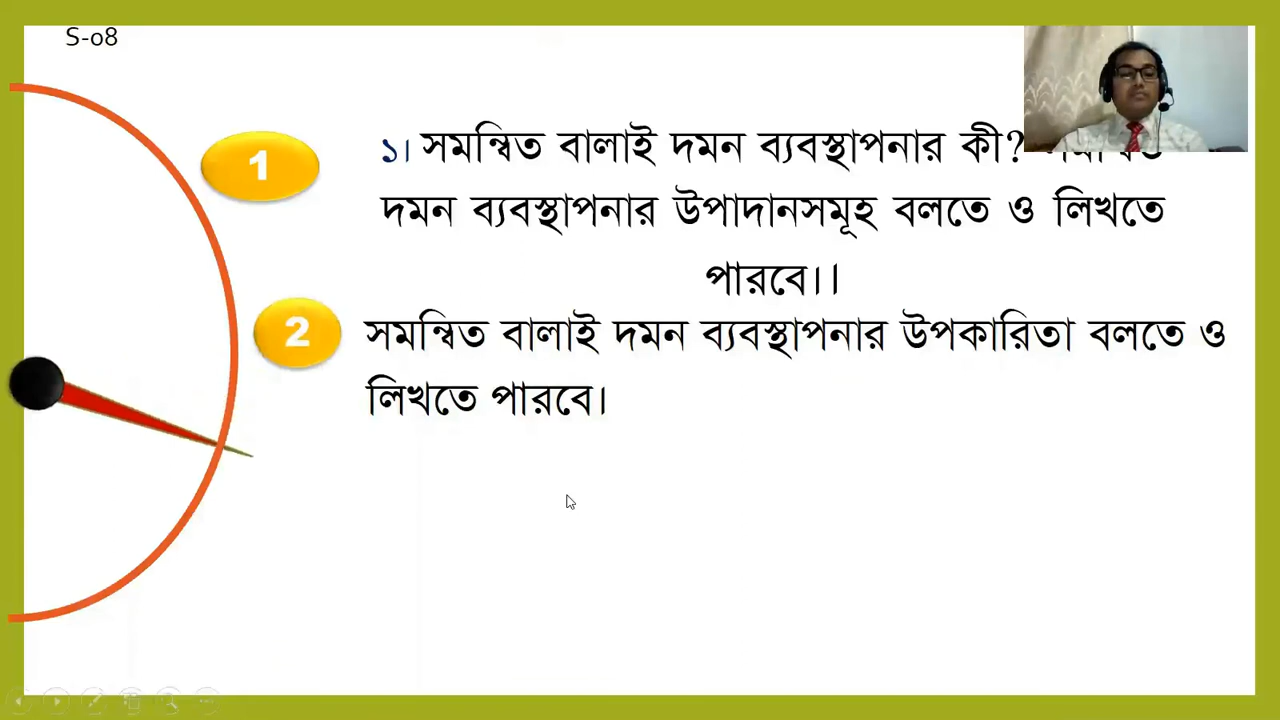 S-08
1
১। সমন্বিত বালাই দমন ব্যবস্থাপনার কী?
দমন ব্যবস্থাপনার উপাদানসমূহ বলতে ও লিখতে
পারবে।।
2
সমন্বিত বালাই দমন ব্যবস্থাপনার উপকারিতা বলতে ও
লিখতে পারবে।